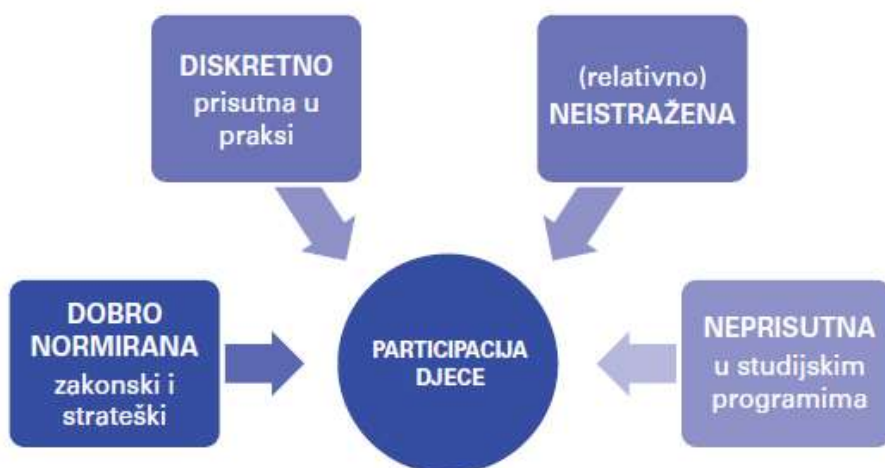 DISKRETNO
prisutna u
praksi
(relativno)
NEISTRAŽENA
DOBRO
NORMIRANA
zakonski i
strateški
PARTICIPACIJA
DJECE
NEPRISUTNA
u studijskim
programima